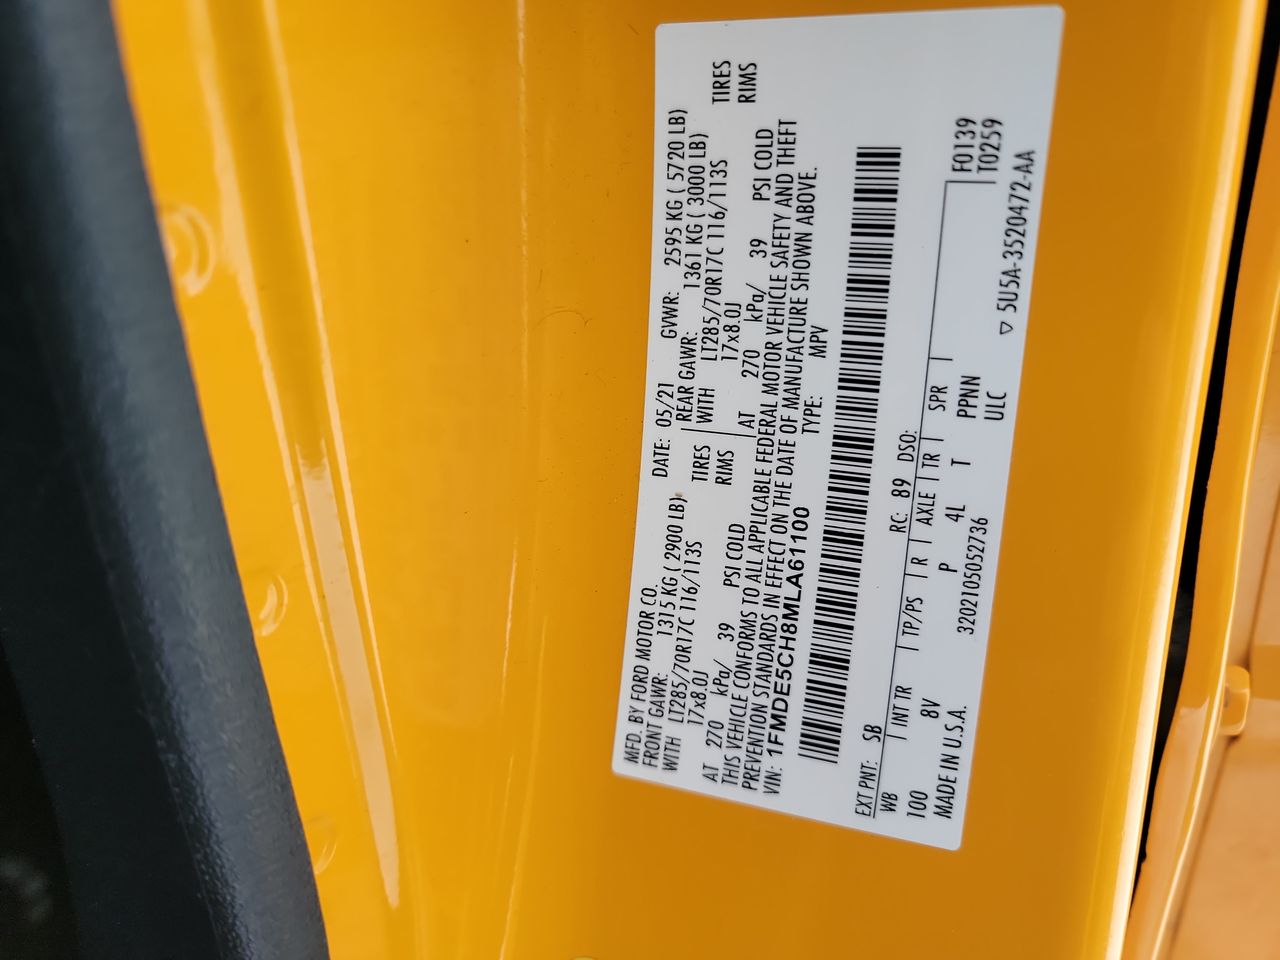 MFD. BY FORD MOTOR CO.
DATE: 05/21 GVWR: 2595 KG ( 5720 LB)
FRONT GAWR: 1315 KG ( 2900 LB) REAR GAWR: 1361 KG ( 3000 LB)
WITH LT285/70R17C 116/113S TIRES WITH LT285/70R17C 116/113S TIRES
17x8.0J RIMS 17x8.0J RIMS
AT 270 kPa/ 39 PSI COLD AT 270 kPa/ 39 PSI COLD
THIS VEHICLE CONFORMS TO ALL APPLICABLE FEDERAL MOTOR VEHICLE SAFETY AND THEFT
PREVENTION STANDARDS IN EFFECT ON THE DATE OF MANUFACTURE SHOWN ABOVE.
VIN: 1FMDE5CH8MLA61100 TYPE: MPV
EXT PNT: SB RC: 89 DSO: F0139
WB INT TR TP/PS R AXLE TR SPR T0259
100 8V P 4L T PPNN
MADE IN U.S.A. 3202105052736 ULC ▽ 5U5A-3520472-AA